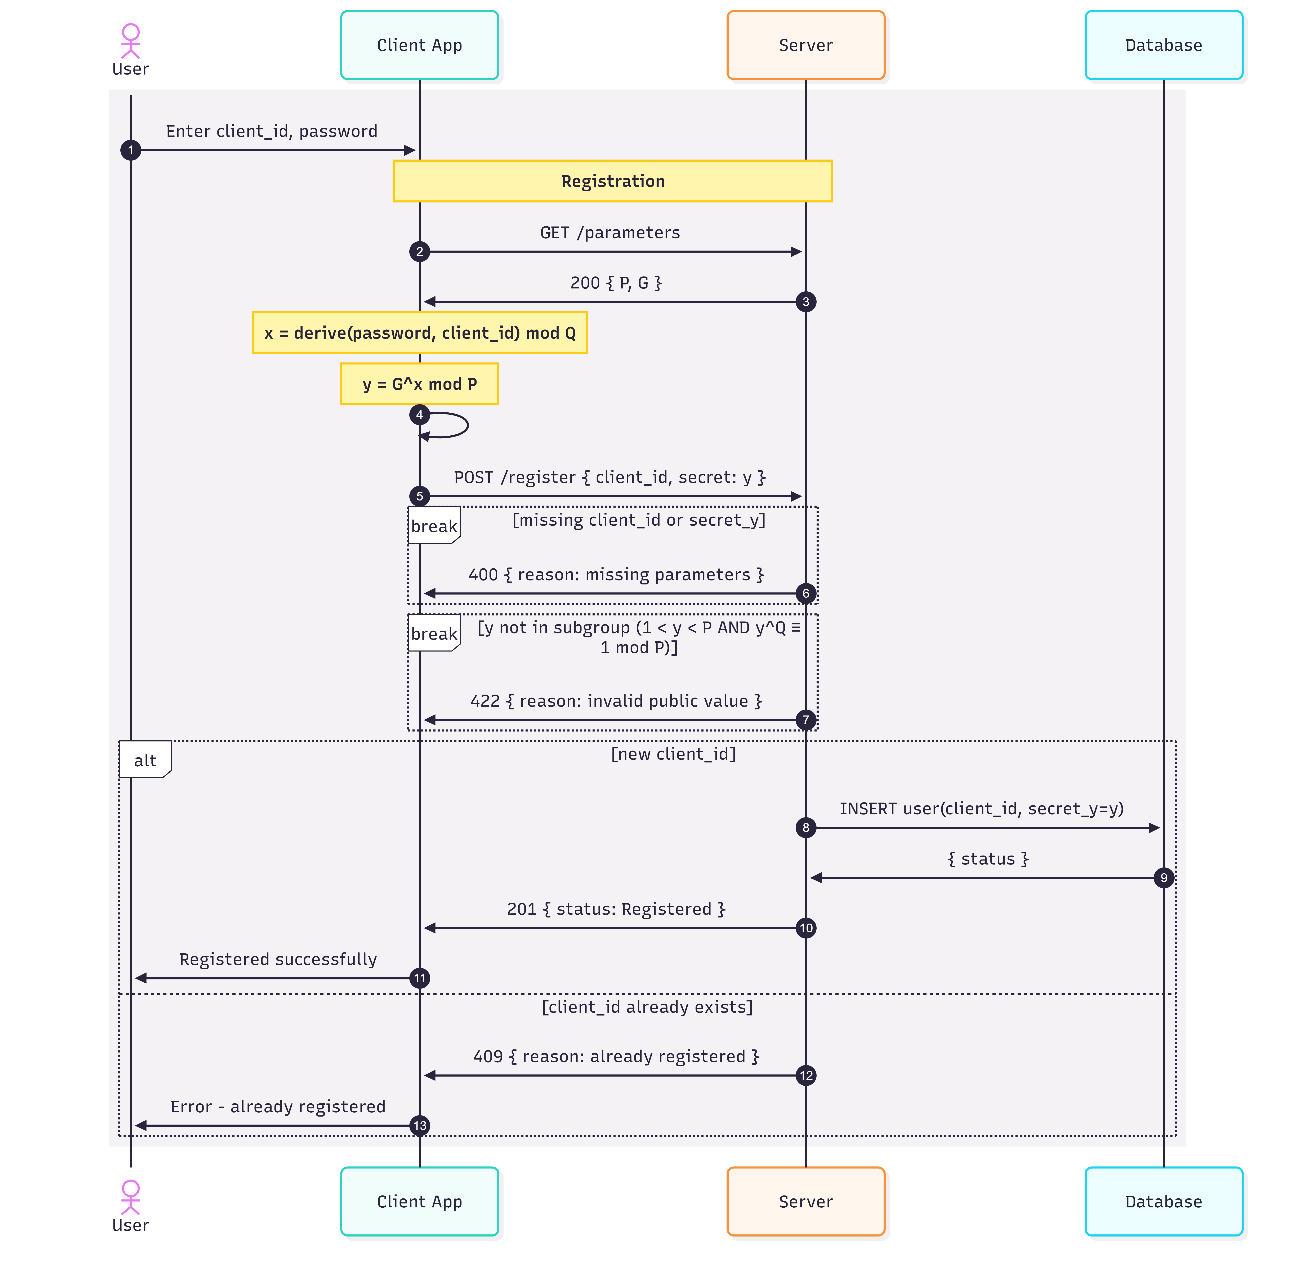 User
Client App
Server
Database
Enter client_id, password
1
Registration
GET /parameters
2
200 { P, G }
3
x = derive(password, client_id) mod Q
y = G^x mod P
4
POST /register { client_id, secret: y }
5
break
[missing client_id or secret_y]
400 { reason: missing parameters }
6
break
[y not in subgroup (1 < y < P AND y^Q ≡
1 mod P)]
422 { reason: invalid public value }
7
alt
[new client_id]
INSERT user(client_id, secret_y=y)
8
{ status }
9
201 { status: Registered }
10
Registered successfully
11
[client_id already exists]
409 { reason: already registered }
12
Error - already registered
13
User
Client App
Server
Database